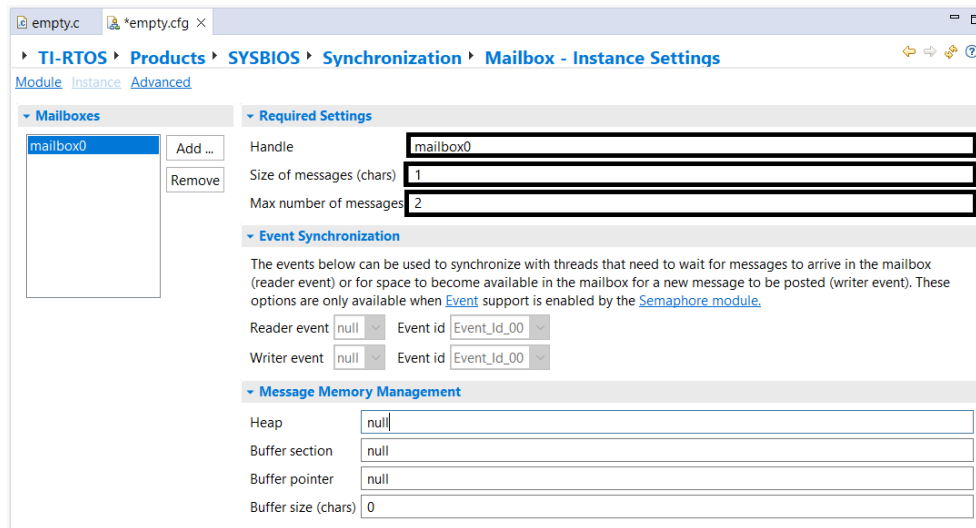 empty.c
*empty.cfg
TI-RTOS Products SYSBIOS Synchronization Mailbox - Instance Settings
Module Instance Advanced
Mailboxes
mailbox0
Add ...
Remove
Required Settings
Handle mailbox0
Size of messages (chars) 1
Max number of messages 2
Event Synchronization
The events below can be used to synchronize with threads that need to wait for messages to arrive in the mailbox
(reader event) or for space to become available in the mailbox for a new message to be posted (writer event). These
options are only available when Event support is enabled by the Semaphore module.
Reader event null Event id Event_Id_00
Writer event null Event id Event_Id_00
Message Memory Management
Heap null
Buffer section null
Buffer pointer null
Buffer size (chars) 0